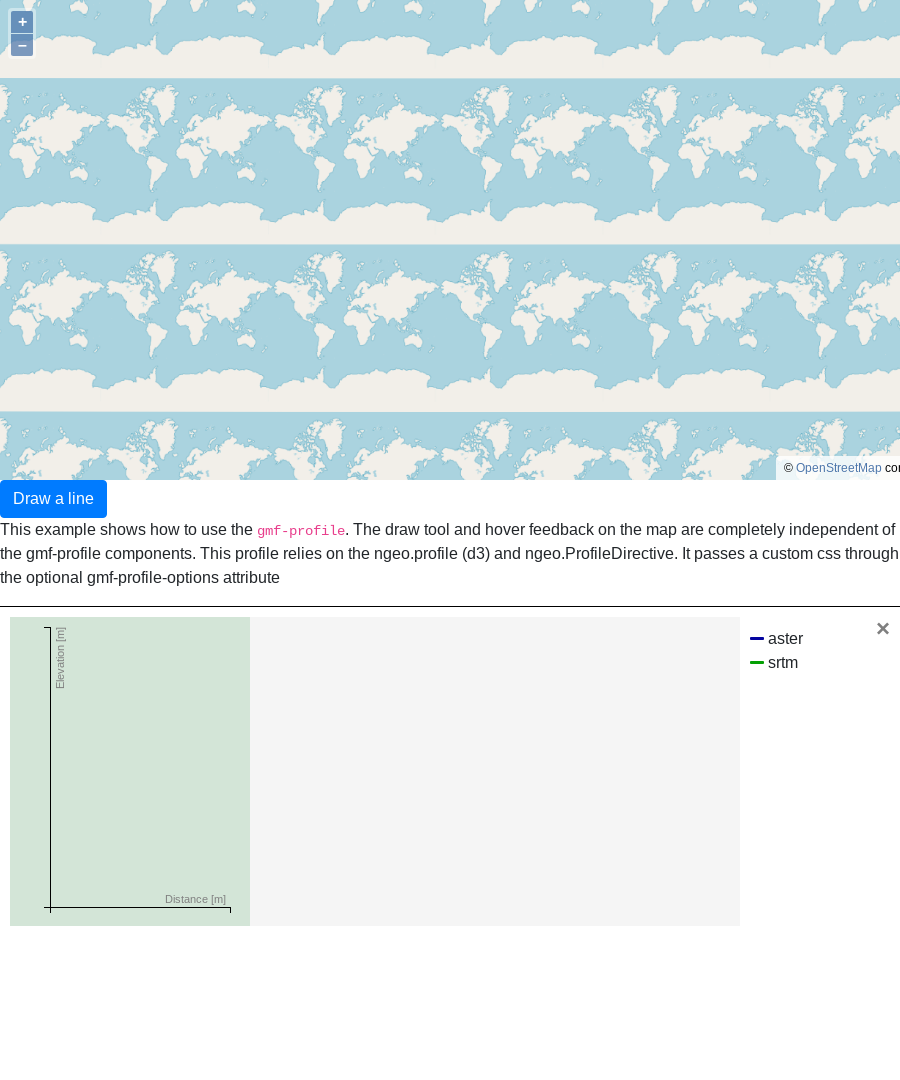 +
−
© OpenStreetMap con
Draw a line
This example shows how to use the gmf-profile. The draw tool and hover feedback on the map are completely independent of
the gmf-profile components. This profile relies on the ngeo.profile (d3) and ngeo.ProfileDirective. It passes a custom css through
the optional gmf-profile-options attribute
×
Elevation [m]
aster
srtm
Distance [m]